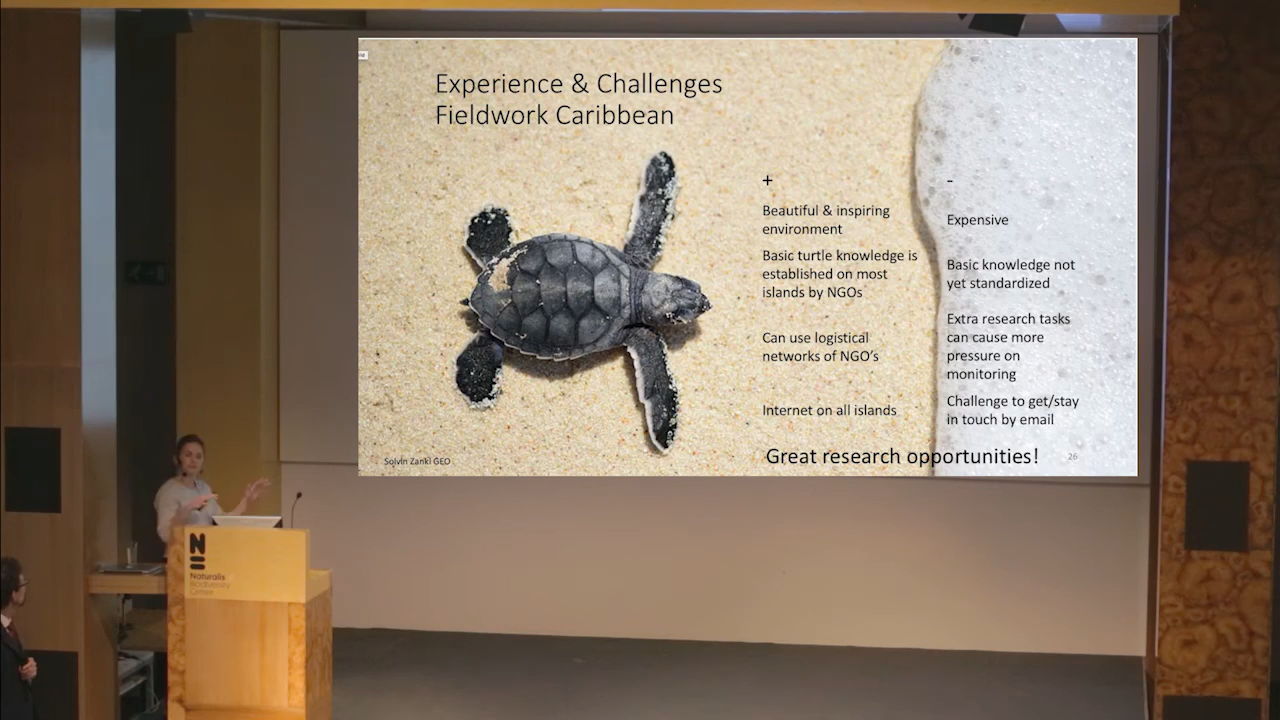 Experience & Challenges
Fieldwork Caribbean
+
Beautiful & inspiring
environment
Basic turtle knowledge is
established on most
islands by NGOs
Can use logistical
networks of NGO's
Internet on all islands
-
Expensive
Basic knowledge not
yet standardized
Extra research tasks
can cause more
pressure on
monitoring
Challenge to get/stay
in touch by email
Great research opportunities!
26
Solvin Zankl GEO
Naturalis
Biodiversity
Center